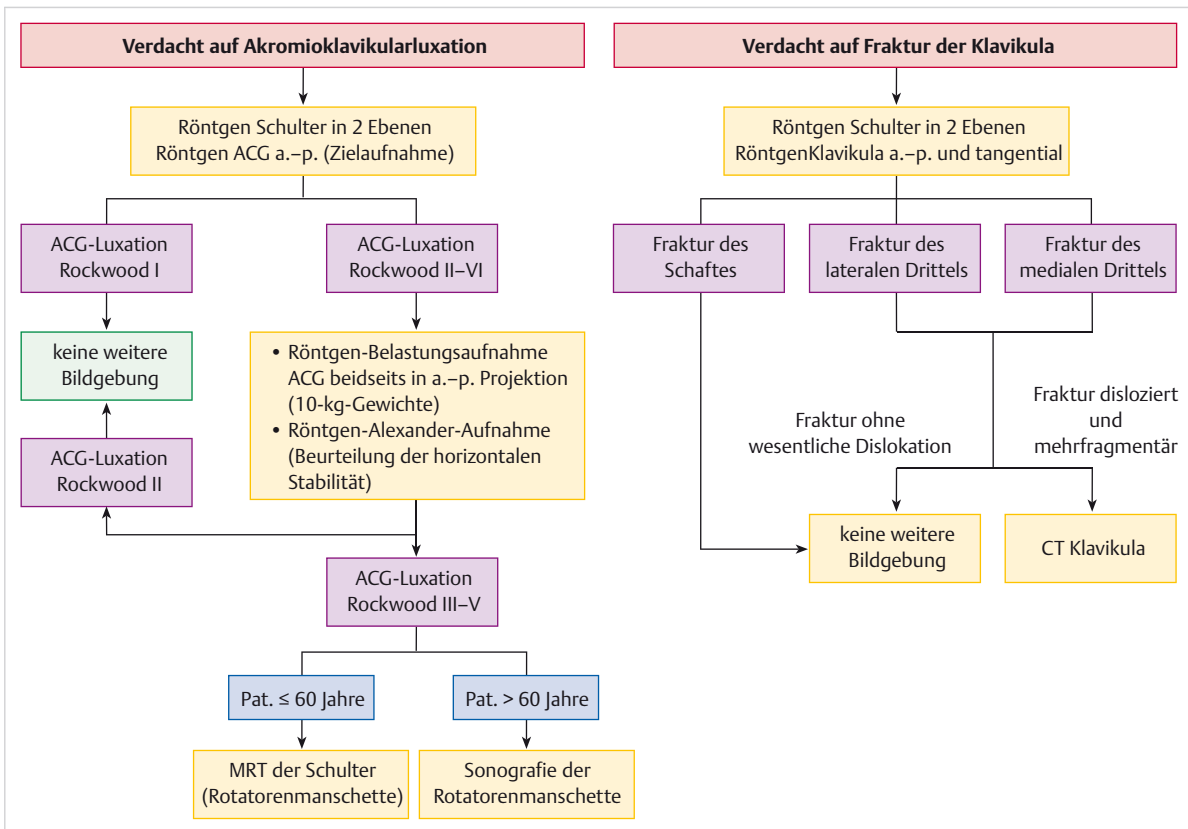 Verdacht auf Akromioklavikularluxation
Röntgen Schulter in 2 Ebenen
Röntgen ACG a.–p. (Zielaufnahme)
ACG-Luxation
Rockwood I
ACG-Luxation
Rockwood II–VI
keine weitere
Bildgebung
• Röntgen-Belastungsaufnahme
ACG beidseits in a.–p. Projektion
(10-kg-Gewichte)
• Röntgen-Alexander-Aufnahme
(Beurteilung der horizontalen
Stabilität)
ACG-Luxation
Rockwood II
ACG-Luxation
Rockwood III–V
Pat. ≤ 60 Jahre
Pat. > 60 Jahre
MRT der Schulter
(Rotatorenmanschette)
Sonografie der
Rotatorenmanschette
Verdacht auf Fraktur der Klavikula
Röntgen Schulter in 2 Ebenen
RöntgenKlavikula a.–p. und tangential
Fraktur des
Schaftes
Fraktur des
lateralen Drittels
Fraktur des
medialen Drittels
Fraktur ohne
wesentliche Dislokation
Fraktur disloziert
und
mehrfragmentär
keine weitere
Bildgebung
CT Klavikula